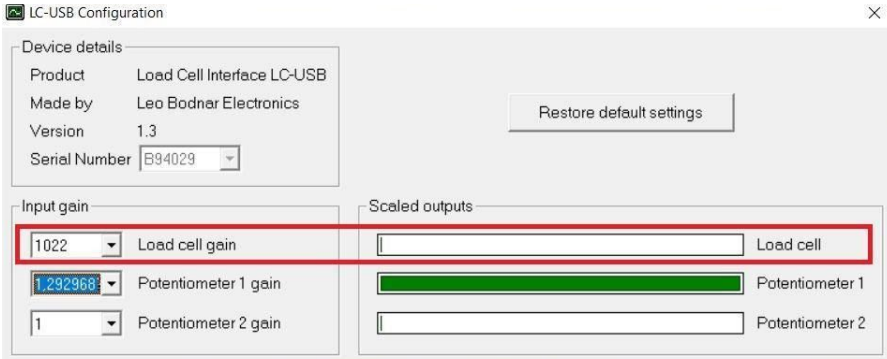 LC-USB Configuration
Device details
Product Load Cell Interface LC-USB
Made by Leo Bodnar Electronics
Version 1.3
Serial Number B94029
Restore default settings
Input gain
1022 Load cell gain
1,292968 Potentiometer 1 gain
1 Potentiometer 2 gain
Scaled outputs
Load cell
Potentiometer 1
Potentiometer 2